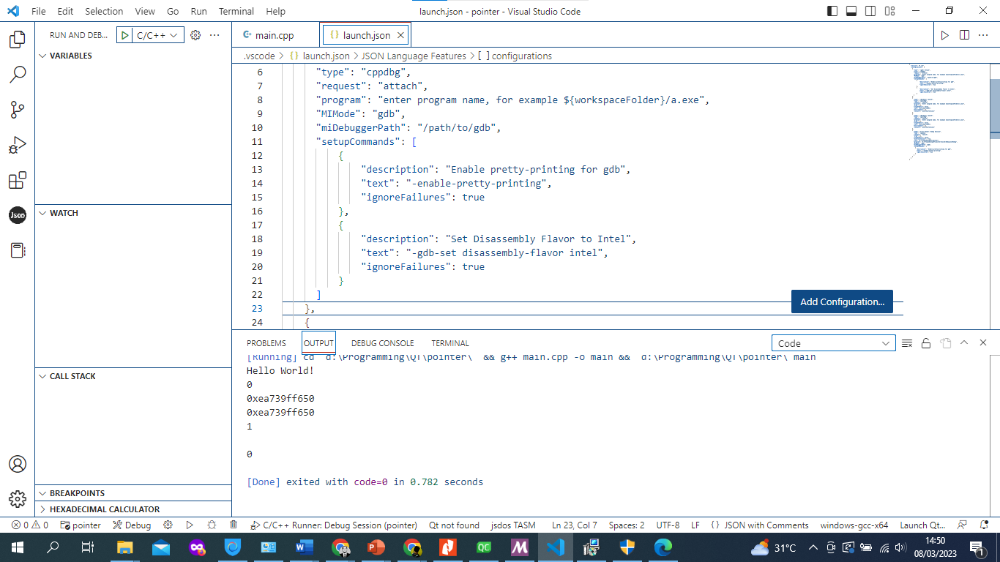 File Edit Selection View Go Run Terminal Help
launch.json - pointer - Visual Studio Code
RUN AND DEB... C/C++
main.cpp
launch.json
.vscode > launch.json > JSON Language Features > [ ] configurations
VARIABLES
WATCH
CALL STACK
BREAKPOINTS
HEXADECIMAL CALCULATOR
Json
6 "type": "cppdbg",
7 "request": "attach",
8 "program": "enter program name, for example ${workspaceFolder}/a.exe",
9 "MIMode": "gdb",
10 "miDebuggerPath": "/path/to/gdb",
11 "setupCommands": [
12 {
13 "description": "Enable pretty-printing for gdb",
14 "text": "-enable-pretty-printing",
15 "ignoreFailures": true
16 },
17 {
18 "description": "Set Disassembly Flavor to Intel",
19 "text": "-gdb-set disassembly-flavor intel",
20 "ignoreFailures": true
21 }
22 ]
23 },
24 {
Add Configuration...
PROBLEMS OUTPUT DEBUG CONSOLE TERMINAL
Code
[Running] cd d:\Programming\QT\pointer\ && g++ main.cpp -o main && d:\Programming\QT\pointer\ main
Hello World!
0
0xea739ff650
0xea739ff650
1
0
[Done] exited with code=0 in 0.782 seconds
0 0 pointer Debug C/C++ Runner: Debug Session (pointer) Qt not found jsdos TASM Ln 23, Col 7 Spaces: 2 UTF-8 LF {} JSON with Comments windows-gcc-x64 Launch Qt...
31°C
14:50
08/03/2023
1